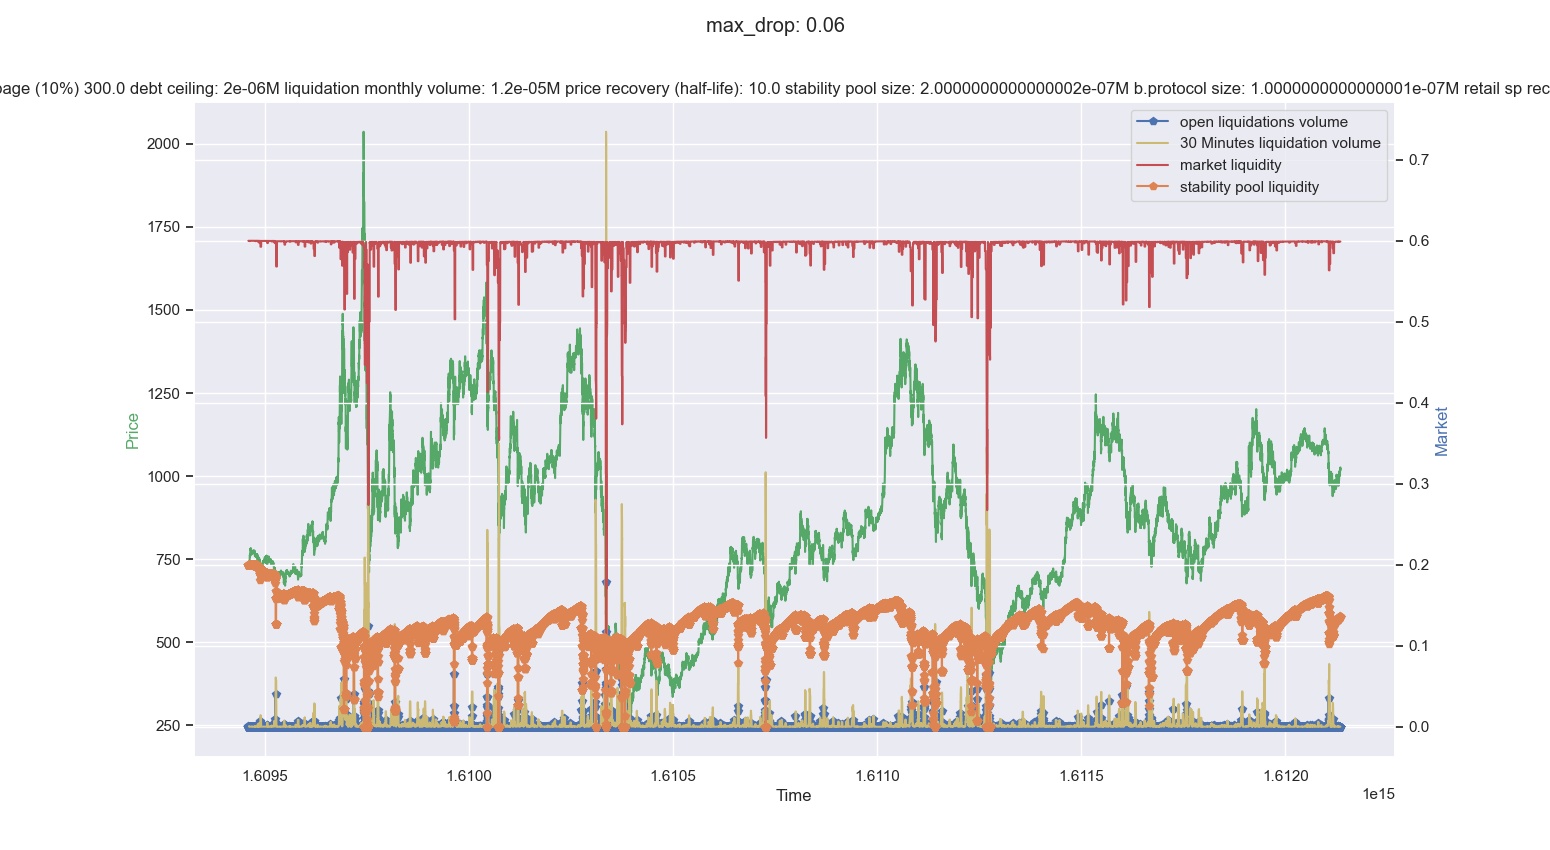 max_drop: 0.06
page (10%) 300.0 debt ceiling: 2e-06M liquidation monthly volume: 1.2e-05M price recovery (half-life): 10.0 stability pool size: 2.0000000000000002e-07M b.protocol size: 1.0000000000000001e-07M retail sp rec
open liquidations volume
30 Minutes liquidation volume
market liquidity
stability pool liquidity
2000
1750
1500
1250
1000
750
500
250
Price
0.7
0.6
0.5
0.4
0.3
0.2
0.1
0.0
Market
1.6095
1.6100
1.6105
1.6110
1.6115
1.6120
Time
1e15